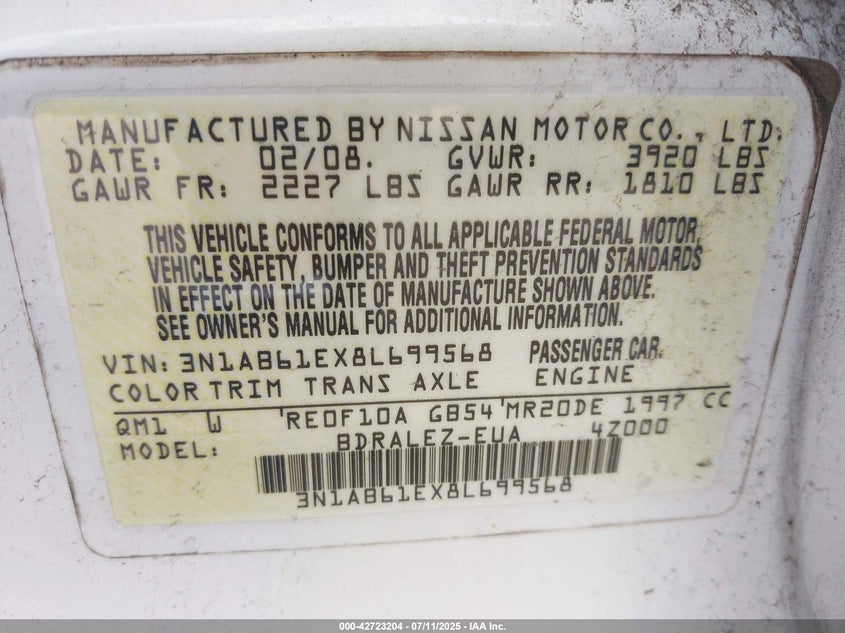 MANUFACTURED BY NISSAN MOTOR CO., LTD.
DATE: 02/08. GVWR: 3920 LBS
GAWR FR: 2227 LBS GAWR RR: 1810 LBS
THIS VEHICLE CONFORMS TO ALL APPLICABLE FEDERAL MOTOR
VEHICLE SAFETY, BUMPER AND THEFT PREVENTION STANDARDS
IN EFFECT ON THE DATE OF MANUFACTURE SHOWN ABOVE.
SEE OWNER'S MANUAL FOR ADDITIONAL INFORMATION.
VIN: 3N1AB61EX8L699568 PASSENGER CAR.
COLOR TRIM TRANS AXLE ENGINE
QM1 W RE0F10A GB54 MR20DE 1997 CC
MODEL: BDRALEZ-EUA 4Z000
3N1AB61EX8L699568
000-42723204 - 07/11/2025 - IAA Inc.